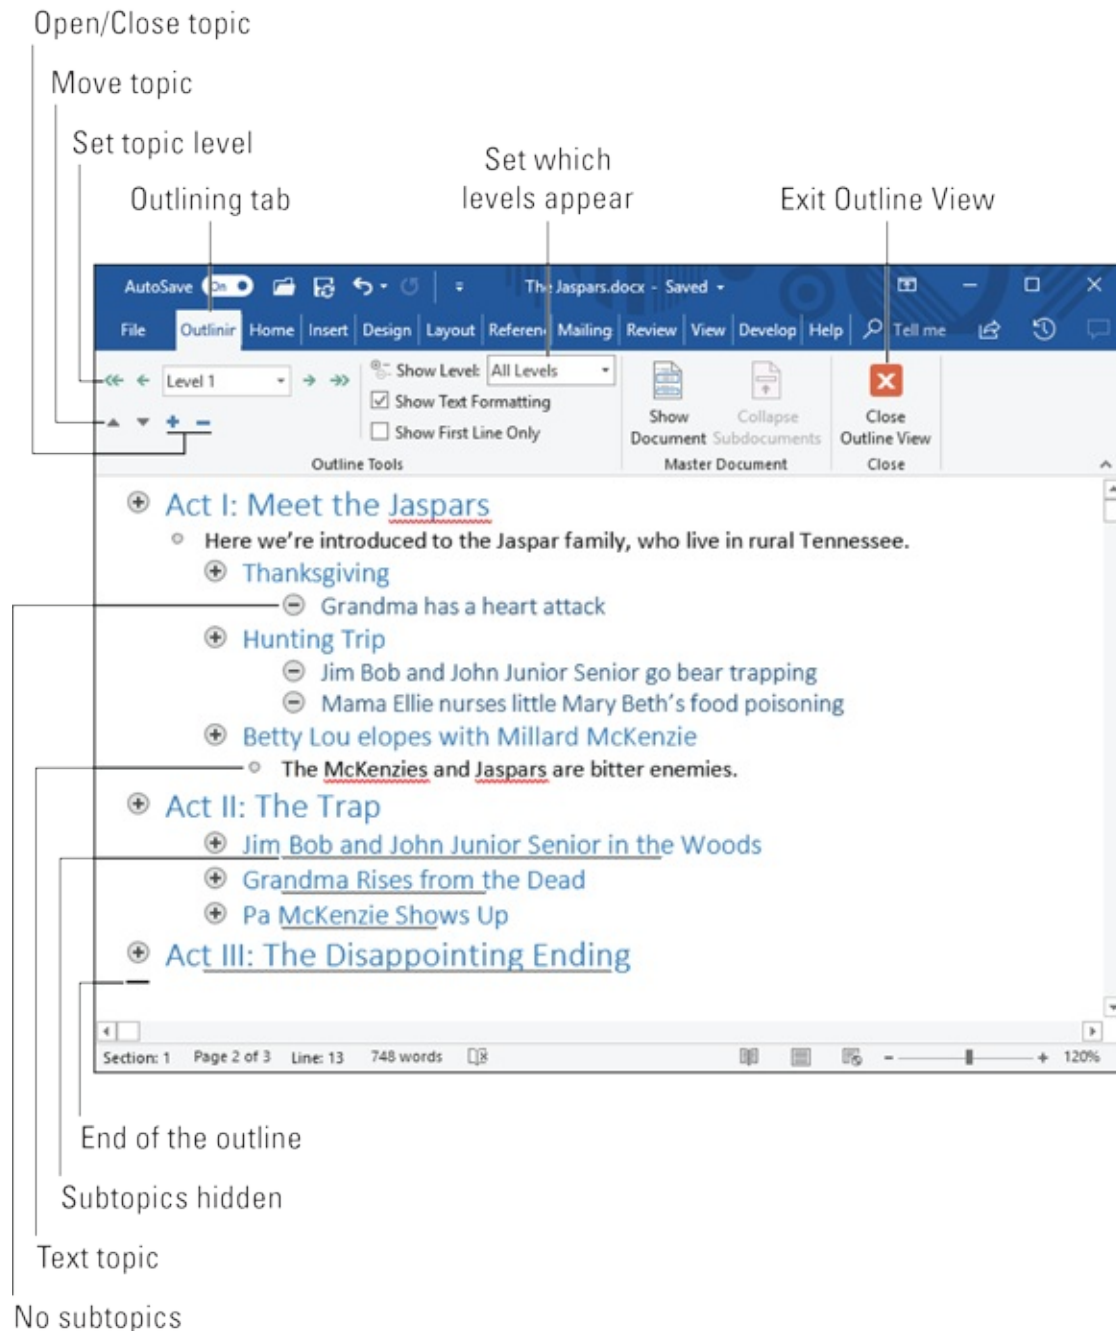 Open/Close topic
Move topic
Set topic level
Outlining tab
Set which
levels appear
Exit Outline View
AutoSave On The Jaspars.docx - Saved
File Outlinir Home Insert Design Layout Referen Mailing Review View Develop Help Tell me
Level 1
Show Level: All Levels
Show Text Formatting
Show First Line Only
Outline Tools
Show
Document
Collapse
Subdocuments
Master Document
Close
Outline View
Close
Act I: Meet the Jaspars
Here we're introduced to the Jaspar family, who live in rural Tennessee.
Thanksgiving
Grandma has a heart attack
Hunting Trip
Jim Bob and John Junior Senior go bear trapping
Mama Ellie nurses little Mary Beth's food poisoning
Betty Lou elopes with Millard McKenzie
The McKenzies and Jaspars are bitter enemies.
Act II: The Trap
Jim Bob and John Junior Senior in the Woods
Grandma Rises from the Dead
Pa McKenzie Shows Up
Act III: The Disappointing Ending
Section: 1 Page 2 of 3 Line: 13 748 words 120%
End of the outline
Subtopics hidden
Text topic
No subtopics